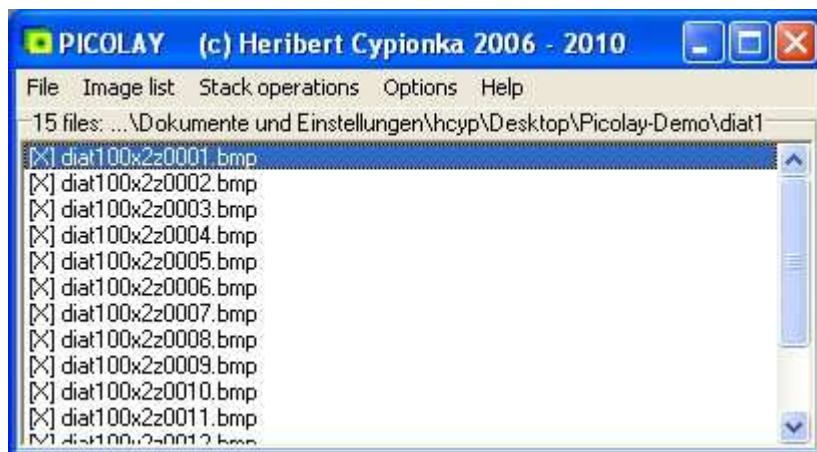 PICOLAY (c) Heribert Cypionka 2006 - 2010
File Image list Stack operations Options Help
15 files: ...\Dokumente und Einstellungen\hcyp\Desktop\Picolay-Demo\diat1
[X] diat100x2z0001.bmp
[X] diat100x2z0002.bmp
[X] diat100x2z0003.bmp
[X] diat100x2z0004.bmp
[X] diat100x2z0005.bmp
[X] diat100x2z0006.bmp
[X] diat100x2z0007.bmp
[X] diat100x2z0008.bmp
[X] diat100x2z0009.bmp
[X] diat100x2z0010.bmp
[X] diat100x2z0011.bmp
[X] diat100x2z0012.bmp